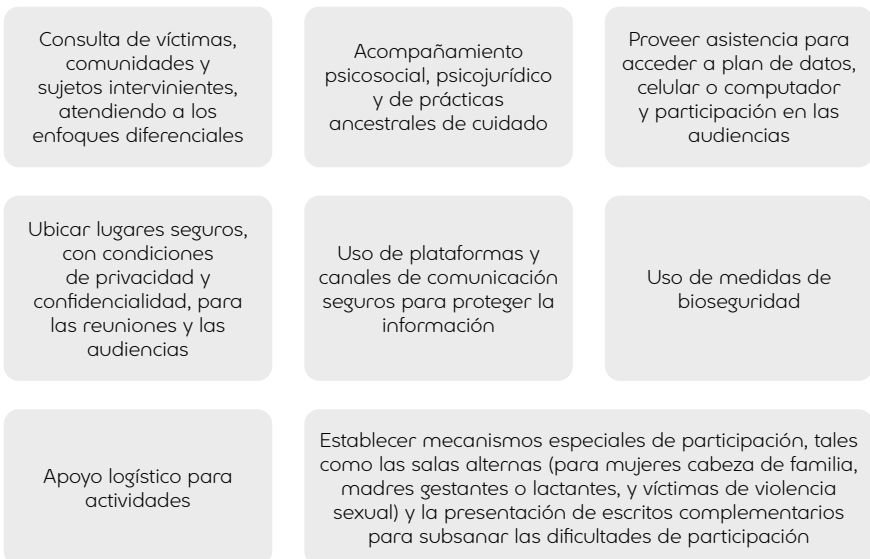 Consulta de víctimas,
comunidades y
sujetos intervinientes,
atendiendo a los
enfoques diferenciales
Acompañamiento
psicosocial, psicojurídico
y de prácticas
ancestrales de cuidado
Proveer asistencia para
acceder a plan de datos,
celular o computador
y participación en las
audiencias
Ubicar lugares seguros,
con condiciones
de privacidad y
confidencialidad, para
las reuniones y las
audiencias
Uso de plataformas y
canales de comunicación
seguros para proteger la
información
Uso de medidas de
bioseguridad
Apoyo logístico para
actividades
Establecer mecanismos especiales de participación, tales
como las salas alternas (para mujeres cabeza de familia,
madres gestantes o lactantes, y víctimas de violencia
sexual) y la presentación de escritos complementarios
para subsanar las dificultades de participación